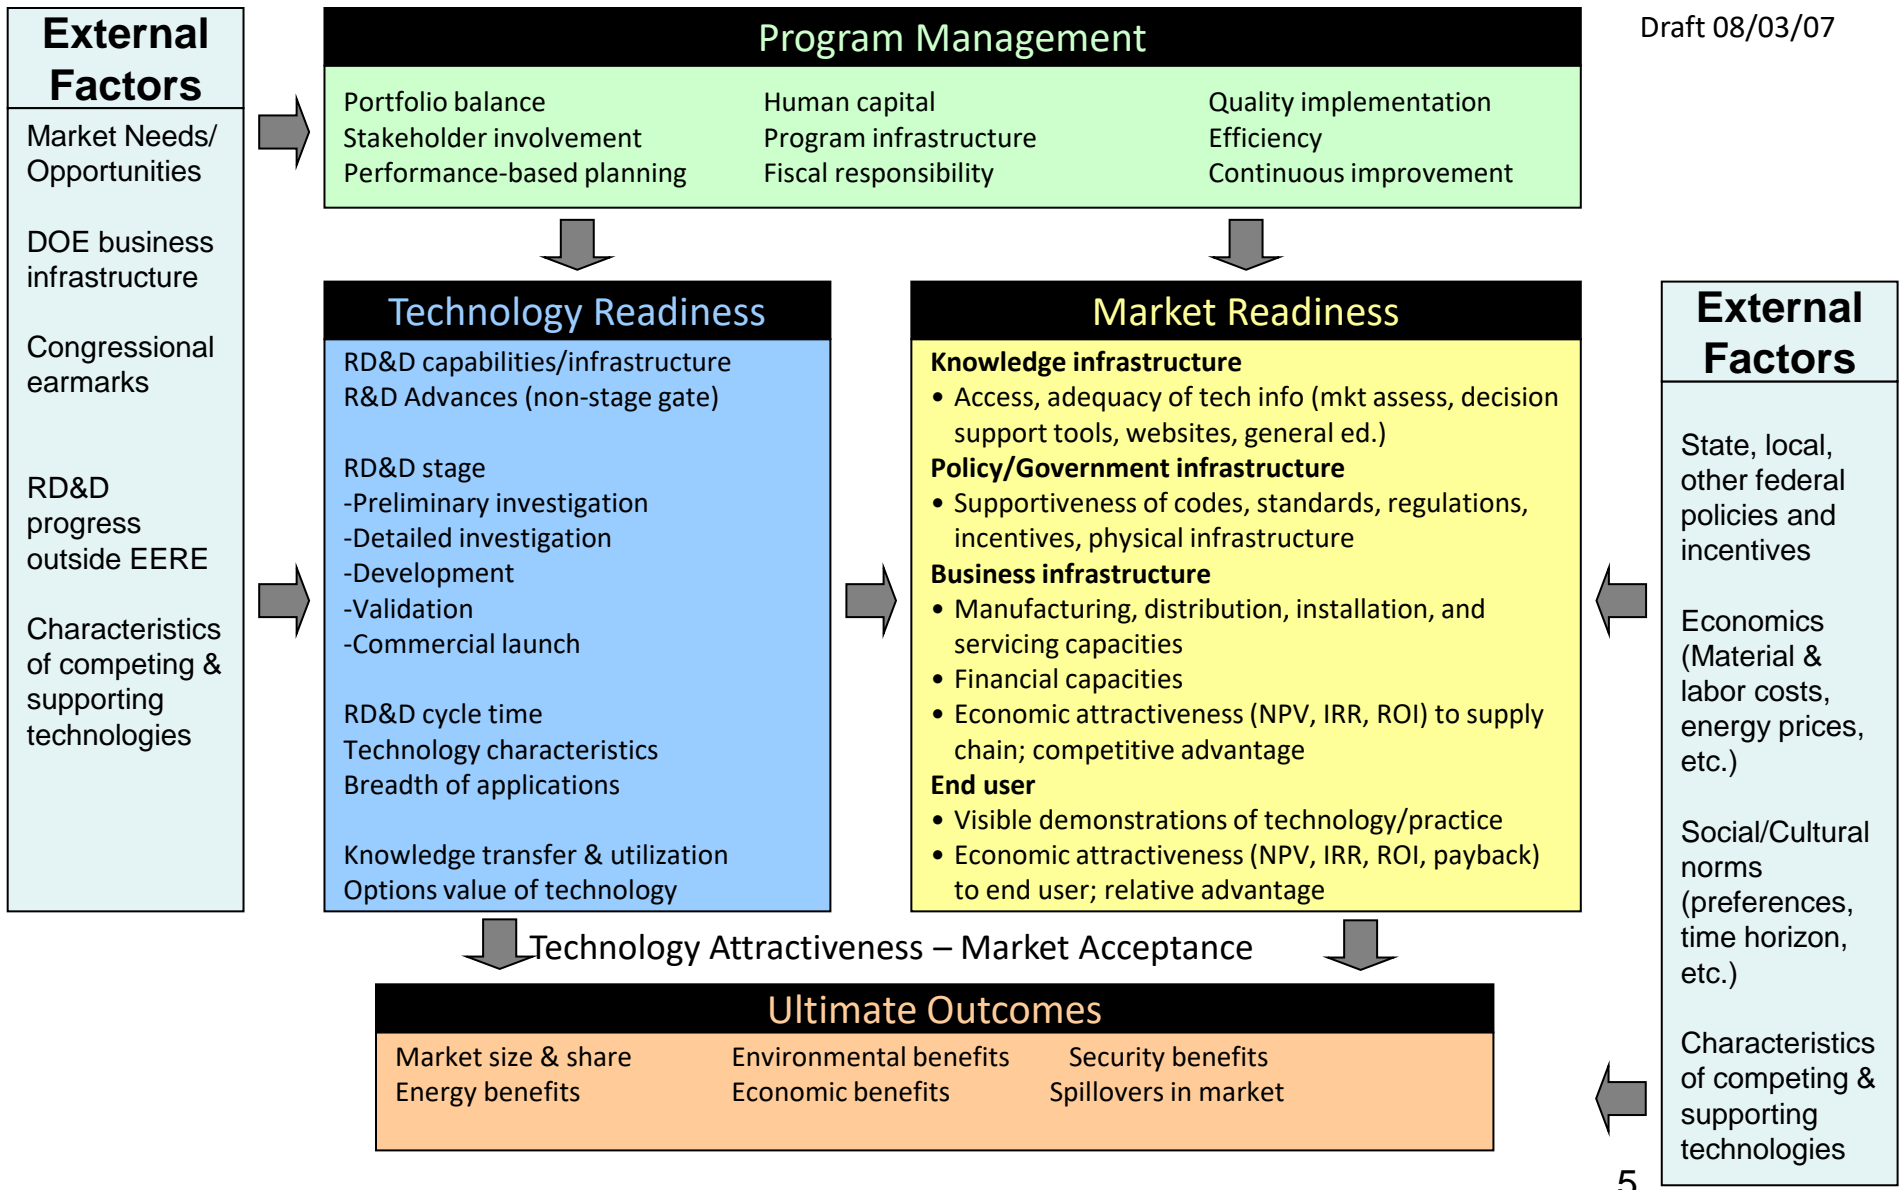 External
Factors
Market Needs/
Opportunities
DOE business
infrastructure
Congressional
earmarks
RD&D
progress
outside EERE
Characteristics
of competing &
supporting
technologies
Program Management
Portfolio balance
Stakeholder involvement
Performance-based planning
Human capital
Program infrastructure
Fiscal responsibility
Quality implementation
Efficiency
Continuous improvement
Draft 08/03/07
Technology Readiness
RD&D capabilities/infrastructure
R&D Advances (non-stage gate)
RD&D stage
-Preliminary investigation
-Detailed investigation
-Development
-Validation
-Commercial launch
RD&D cycle time
Technology characteristics
Breadth of applications
Knowledge transfer & utilization
Options value of technology
Market Readiness
Knowledge infrastructure
• Access, adequacy of tech info (mkt assess, decision
support tools, websites, general ed.)
Policy/Government infrastructure
• Supportiveness of codes, standards, regulations,
incentives, physical infrastructure
Business infrastructure
• Manufacturing, distribution, installation, and
servicing capacities
• Financial capacities
• Economic attractiveness (NPV, IRR, ROI) to supply
chain; competitive advantage
End user
• Visible demonstrations of technology/practice
• Economic attractiveness (NPV, IRR, ROI, payback)
to end user; relative advantage
External
Factors
State, local,
other federal
policies and
incentives
Economics
(Material &
labor costs,
energy prices,
etc.)
Social/Cultural
norms
(preferences,
time horizon,
etc.)
Characteristics
of competing &
supporting
technologies
Technology Attractiveness – Market Acceptance
Ultimate Outcomes
Market size & share
Energy benefits
Environmental benefits
Economic benefits
Security benefits
Spillovers in market
5